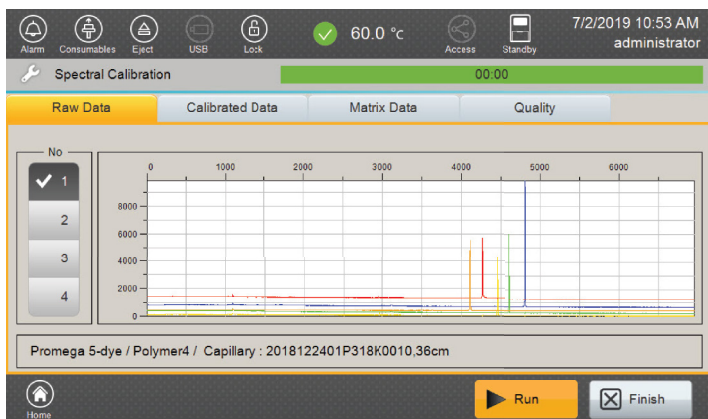 7/2/2019 10:53 AM
60.0 °C
administrator
Alarm Consumables Eject USB Lock Access Standby
Spectral Calibration 00:00
Raw Data Calibrated Data Matrix Data Quality
No
0 1000 2000 3000 4000 5000 6000
1
8000
2
6000
3
4000
4
2000
0
Promega 5-dye / Polymer4 / Capillary : 2018122401P318K0010,36cm
Run Finish
Home